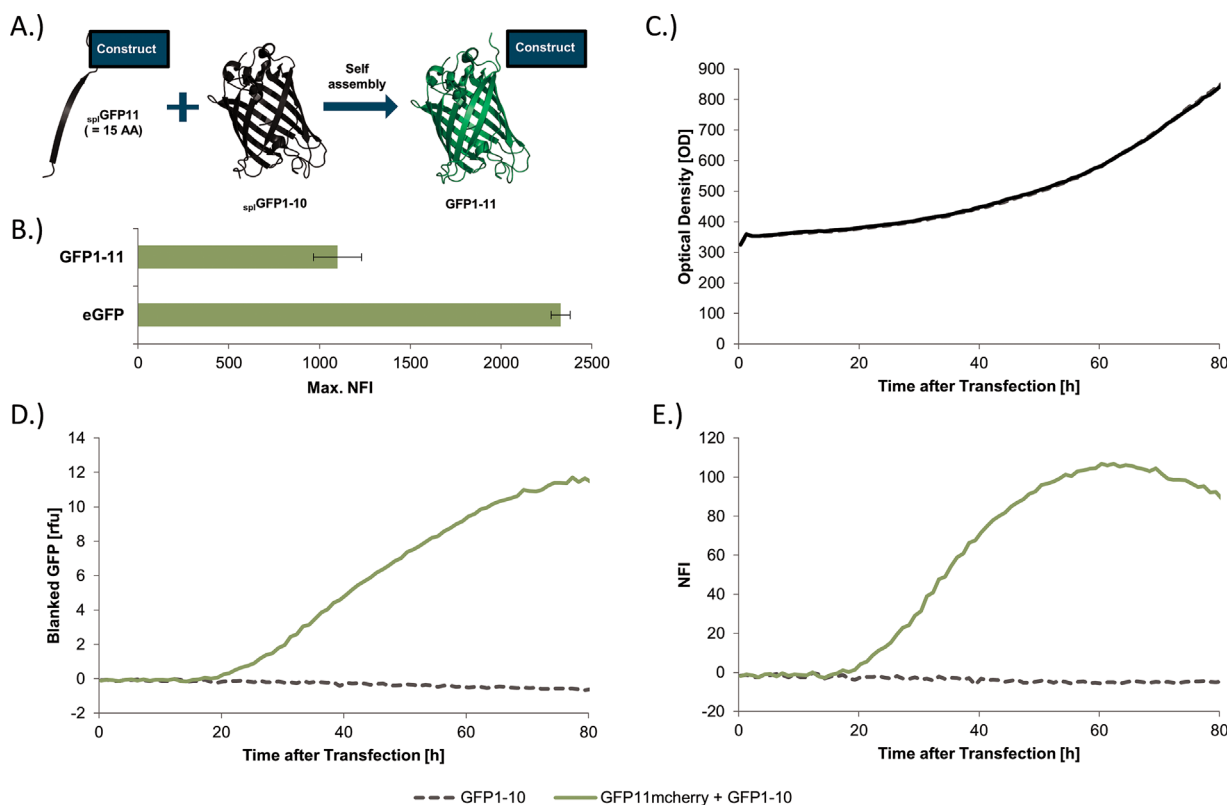 A.)
Construct
splGFP11
( = 15 AA)
splGFP1-10
Self
assembly
Construct
GFP1-11
B.)
GFP1-11
eGFP
0 500 1000 1500 2000 2500
Max. NFI
C.)
Optical Density [OD]
900
800
700
600
500
400
300
200
100
0
0 20 40 60 80
Time after Transfection [h]
D.)
Blanked GFP [rfu]
14
12
10
8
6
4
2
0
-2
0 20 40 60 80
Time after Transfection [h]
E.)
NFI
120
100
80
60
40
20
0
-20
0 20 40 60 80
Time after Transfection [h]
GFP1-10 GFP11mcherry + GFP1-10